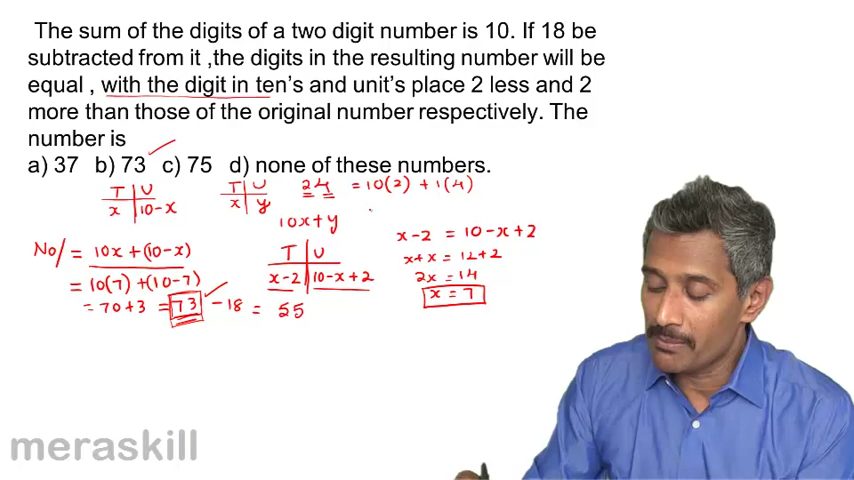 The sum of the digits of a two digit number is 10. If 18 be
subtracted from it ,the digits in the resulting number will be
equal , with the digit in ten's and unit's place 2 less and 2
more than those of the original number respectively. The
number is
a) 37 b) 73 c) 75 d) none of these numbers.
T U
x 10-x
T U
x y
24 = 10(2) + 1(4)
10x+y
No/ = 10x + (10-x)
= 10(7) + (10-7)
= 70+3 = 73 - 18 = 55
T U
x-2 10-x+2
x-2 = 10-x+2
x+x = 12+2
2x = 14
x = 7
meraskill